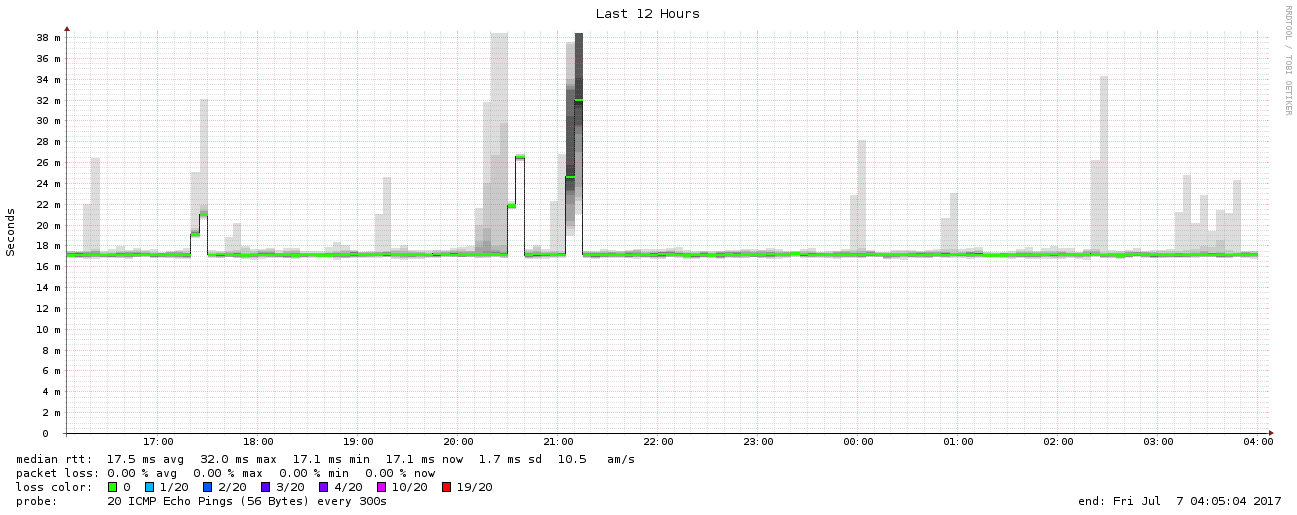 Last 12 Hours
RRDTOOL / TOBI OETIKER
Seconds
38 m
36 m
34 m
32 m
30 m
28 m
26 m
24 m
22 m
20 m
18 m
16 m
14 m
12 m
10 m
8 m
6 m
4 m
2 m
0
17:00 18:00 19:00 20:00 21:00 22:00 23:00 00:00 01:00 02:00 03:00 04:00
median rtt: 17.5 ms avg 32.0 ms max 17.1 ms min 17.1 ms now 1.7 ms sd 10.5 am/s
packet loss: 0.00 % avg 0.00 % max 0.00 % min 0.00 % now
loss color: 0 1/20 2/20 3/20 4/20 10/20 19/20
probe: 20 ICMP Echo Pings (56 Bytes) every 300s end: Fri Jul 7 04:05:04 2017